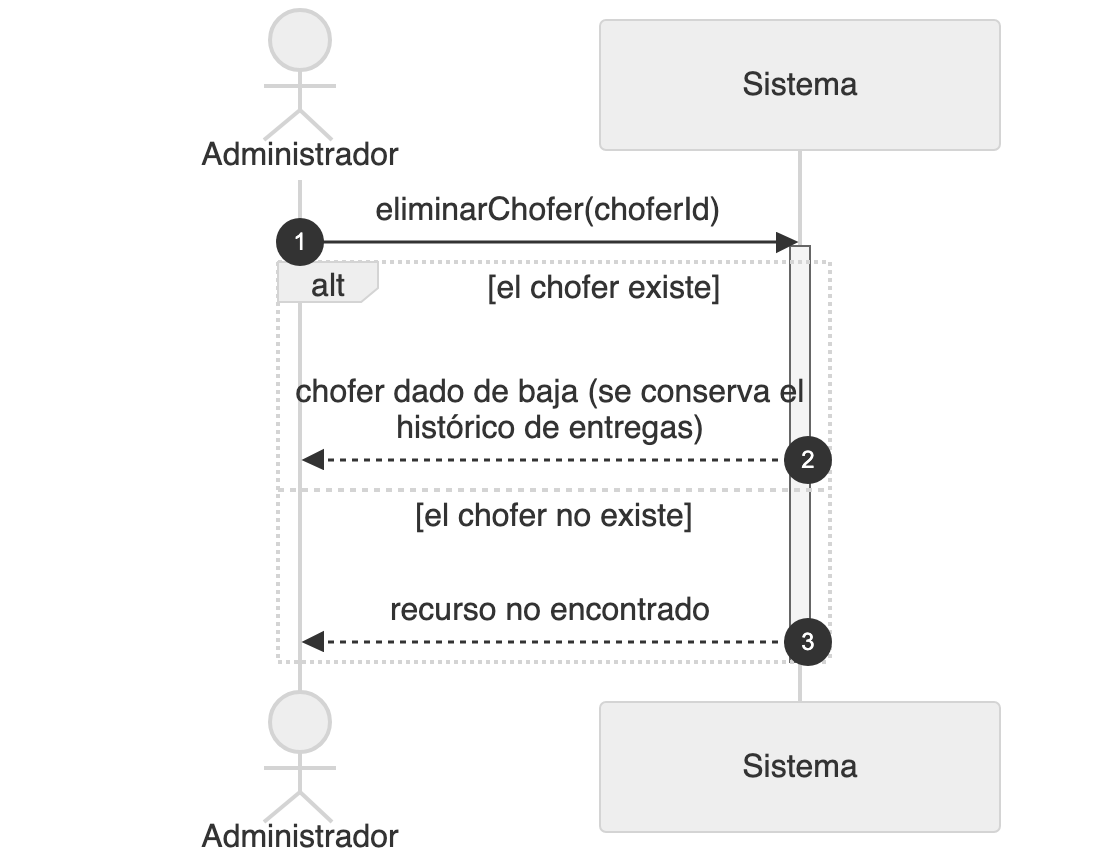 Sistema
Administrador
eliminarChofer(choferId)
1
alt
[el chofer existe]
chofer dado de baja (se conserva el
histórico de entregas)
2
[el chofer no existe]
recurso no encontrado
3
Sistema
Administrador